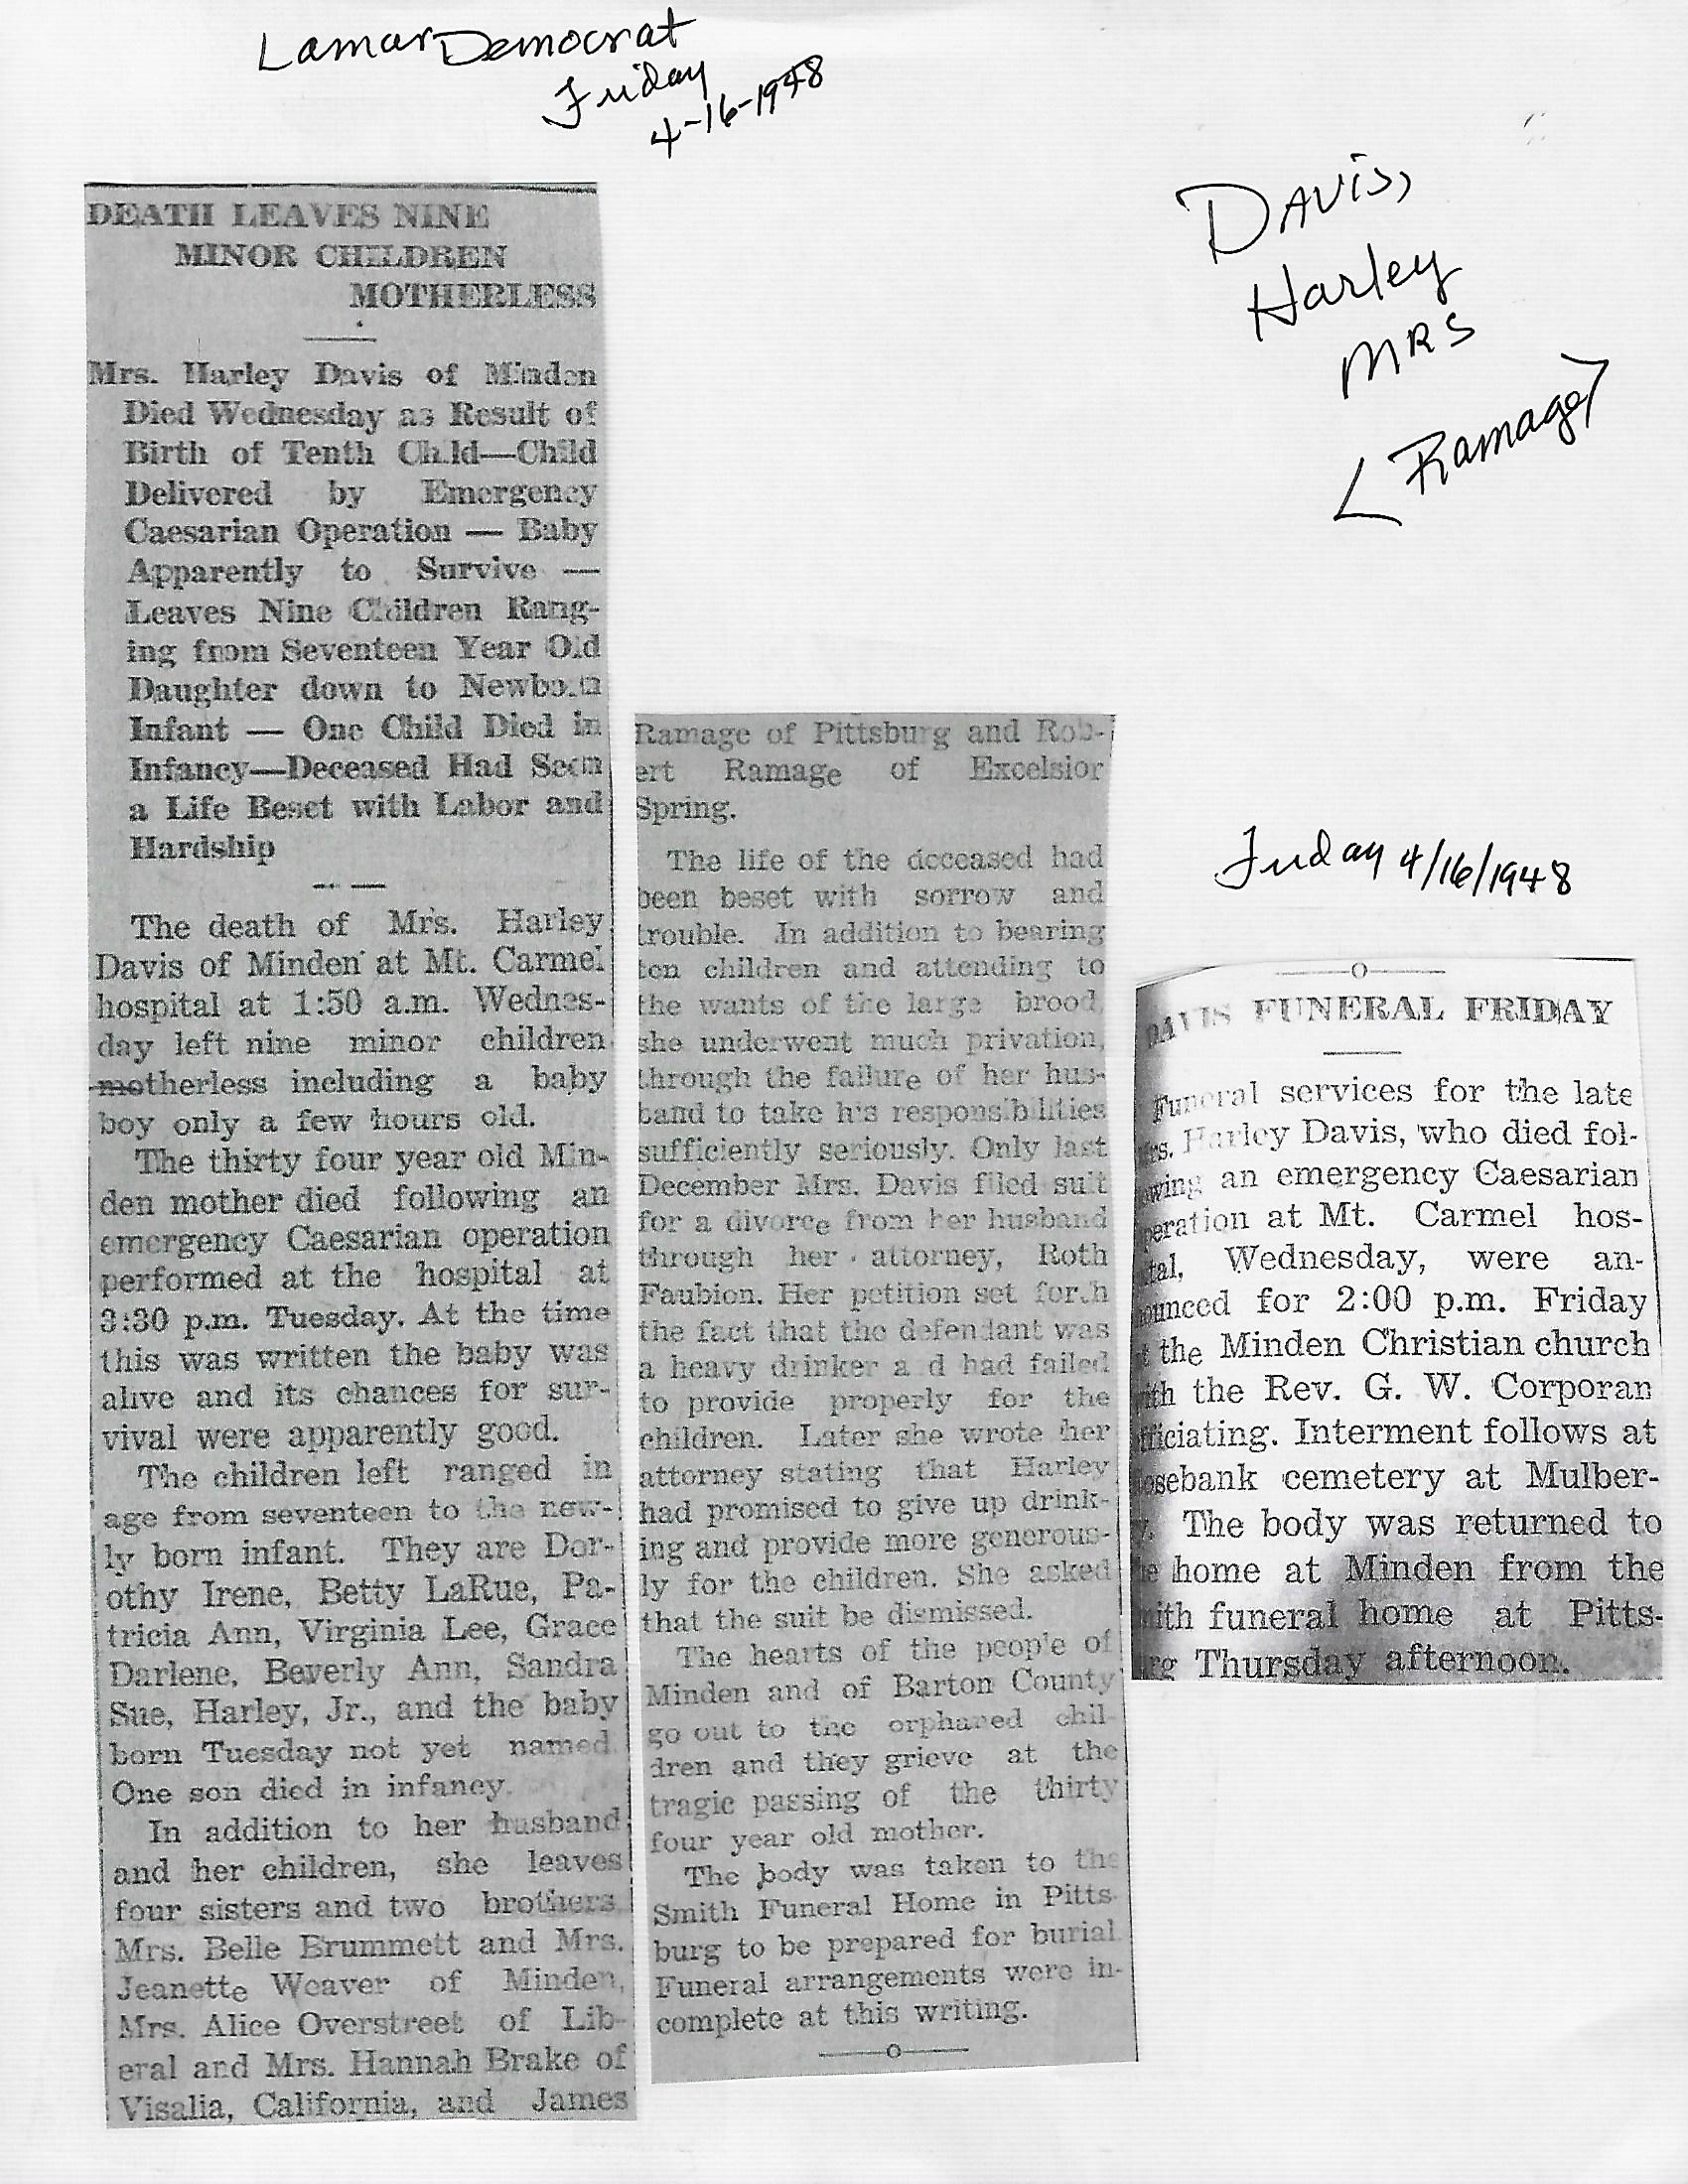 Lamar Democrat
Friday
4-16-1948
Davis,
Harley
MRS
<Ramage>
DEATH LEAVES NINE
MINOR CHILDREN
MOTHERLESS
Mrs. Harley Davis of Minden
Died Wednesday as Result of
Birth of Tenth Child—Child
Delivered by Emergency
Caesarian Operation — Baby
Apparently to Survive —
Leaves Nine Children Rang-
ing from Seventeen Year Old
Daughter down to Newborn
Infant — One Child Died in
Infancy—Deceased Had Seen
a Life Beset with Labor and
Hardship
The death of Mrs. Harley
Davis of Minden at Mt. Carmel
hospital at 1:50 a.m. Wednes-
day left nine minor children
motherless including a baby
boy only a few hours old.
The thirty four year old Min-
den mother died following an
emergency Caesarian operation
performed at the hospital at
3:30 p.m. Tuesday. At the time
this was written the baby was
alive and its chances for sur-
vival were apparently good.
The children left ranged in
age from seventeen to the new-
ly born infant. They are Dor-
othy Irene, Betty LaRue, Pa-
tricia Ann, Virginia Lee, Grace
Darlene, Beverly Ann, Sandra
Sue, Harley, Jr., and the baby
born Tuesday not yet named.
One son died in infancy.
In addition to her husband
and her children, she leaves
four sisters and two brothers
Mrs. Belle Brummett and Mrs.
Jeanette Weaver of Minden,
Mrs. Alice Overstreet of Lib-
eral and Mrs. Hannah Brake of
Visalia, California, and James
Ramage of Pittsburg and Rob-
ert Ramage of Excelsior
Spring.
The life of the deceased had
been beset with sorrow and
trouble. In addition to bearing
ten children and attending to
the wants of the large brood,
she underwent much privation,
through the failure of her hus-
band to take his responsibilities
sufficiently seriously. Only last
December Mrs. Davis filed suit
for a divorce from her husband
through her attorney, Roth
Faubion. Her petition set forth
the fact that the defendant was
a heavy drinker a d had failed
to provide properly for the
children. Later she wrote her
attorney stating that Harley
had promised to give up drink-
ing and provide more generous-
ly for the children. She asked
that the suit be dismissed.
The hearts of the people of
Minden and of Barton County
go out to the orphaned chil-
dren and they grieve at the
tragic passing of the thirty
four year old mother.
The body was taken to the
Smith Funeral Home in Pitts-
burg to be prepared for burial.
Funeral arrangements were in-
complete at this writing.
Friday 4/16/1948
DAVIS FUNERAL FRIDAY
Funeral services for the late
rs. Harley Davis, who died fol-
owing an emergency Caesarian
peration at Mt. Carmel hos-
tal, Wednesday, were an-
ounced for 2:00 p.m. Friday
t the Minden Christian church
ith the Rev. G. W. Corporan
ficiating. Interment follows at
osebank cemetery at Mulber-
y. The body was returned to
e home at Minden from the
mith funeral home at Pitts-
urg Thursday afternoon.